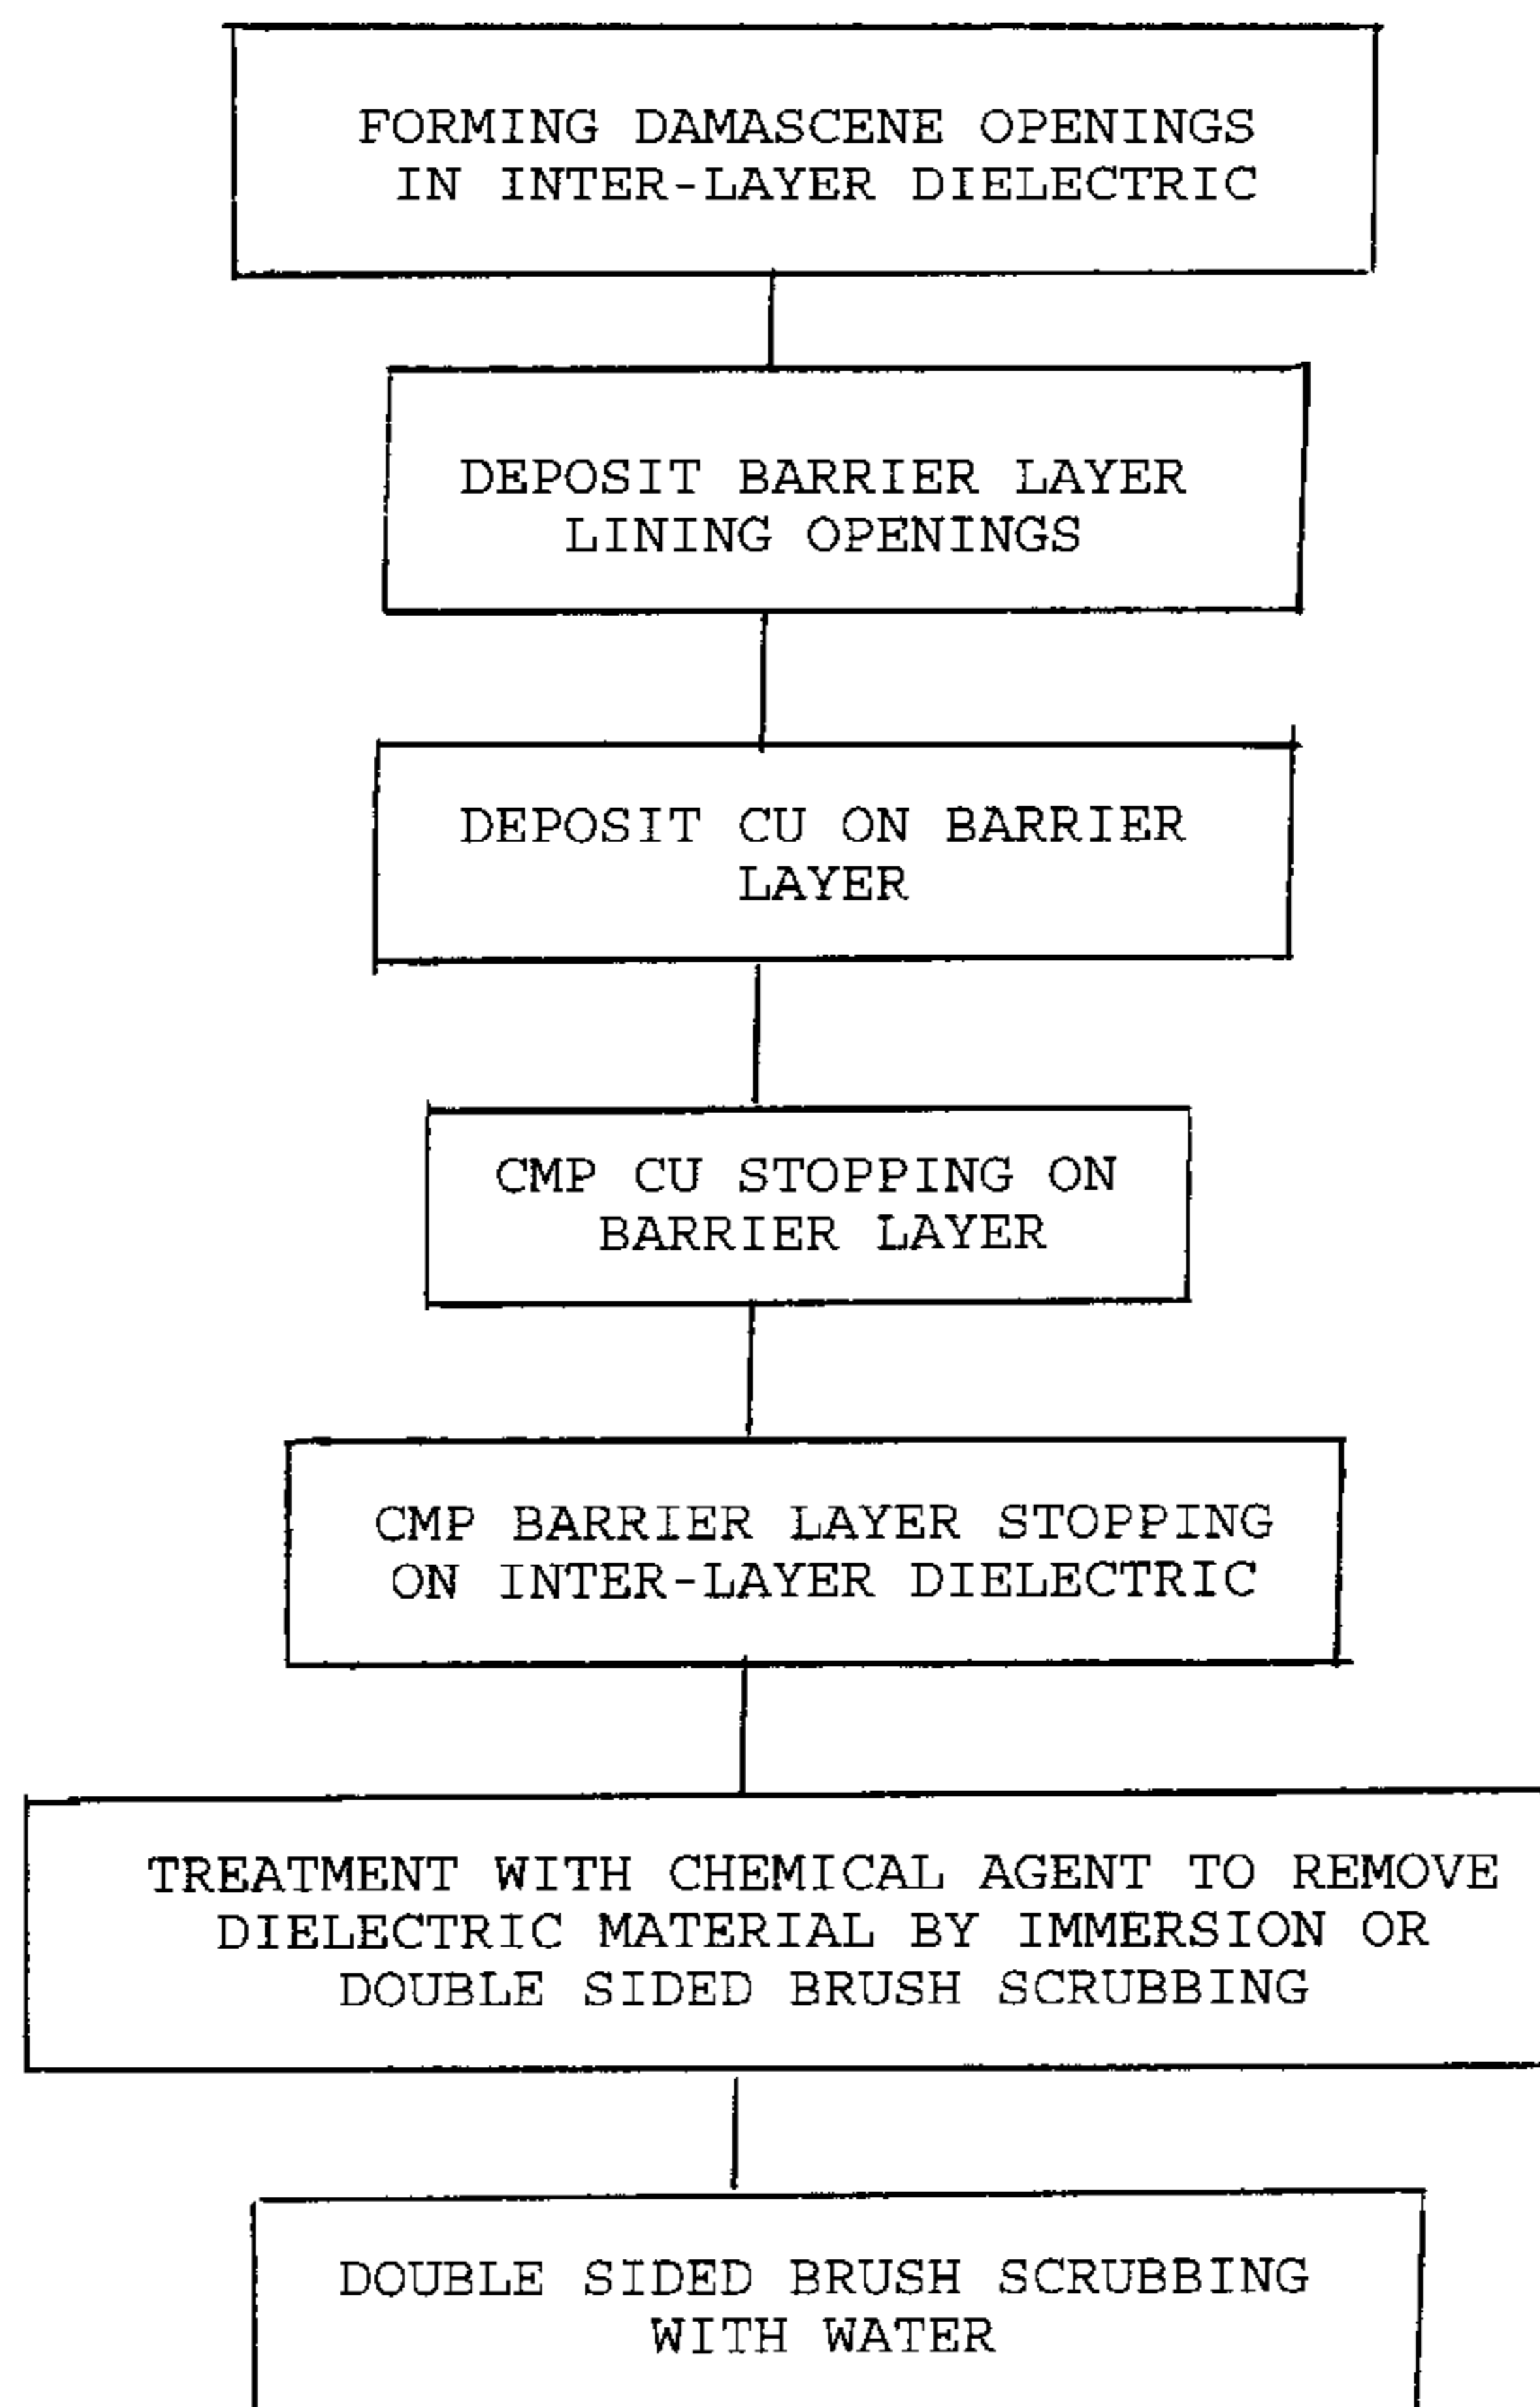 FORMING DAMASCENE OPENINGS
IN INTER-LAYER DIELECTRIC
DEPOSIT BARRIER LAYER
LINING OPENINGS
DEPOSIT CU ON BARRIER
LAYER
CMP CU STOPPING ON
BARRIER LAYER
CMP BARRIER LAYER STOPPING
ON INTER-LAYER DIELECTRIC
TREATMENT WITH CHEMICAL AGENT TO REMOVE
DIELECTRIC MATERIAL BY IMMERSION OR
DOUBLE SIDED BRUSH SCRUBBING
DOUBLE SIDED BRUSH SCRUBBING
WITH WATER